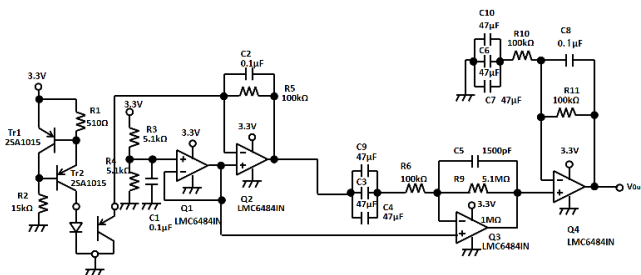 C10
47μF
C6
47μF
C7 47μF
R10
100kΩ
C8
0.1μF
R11
100kΩ
3.3V
Q4
LMC6484IN
3.3V
R1
510Ω
Tr1
2SA1015
Tr2
2SA1015
R2
15kΩ
3.3V
R3
5.1kΩ
R4
5.1kΩ
C1
0.1μF
3.3V
Q1
LMC6484IN
C2
0.1μF
R5
100kΩ
3.3V
Q2
LMC6484IN
C9
47μF
C3
47μF
C4
47μF
R6
100kΩ
C5
1500pF
R9
5.1MΩ
3.3V
1MΩ
Q3
LMC6484IN
V0u